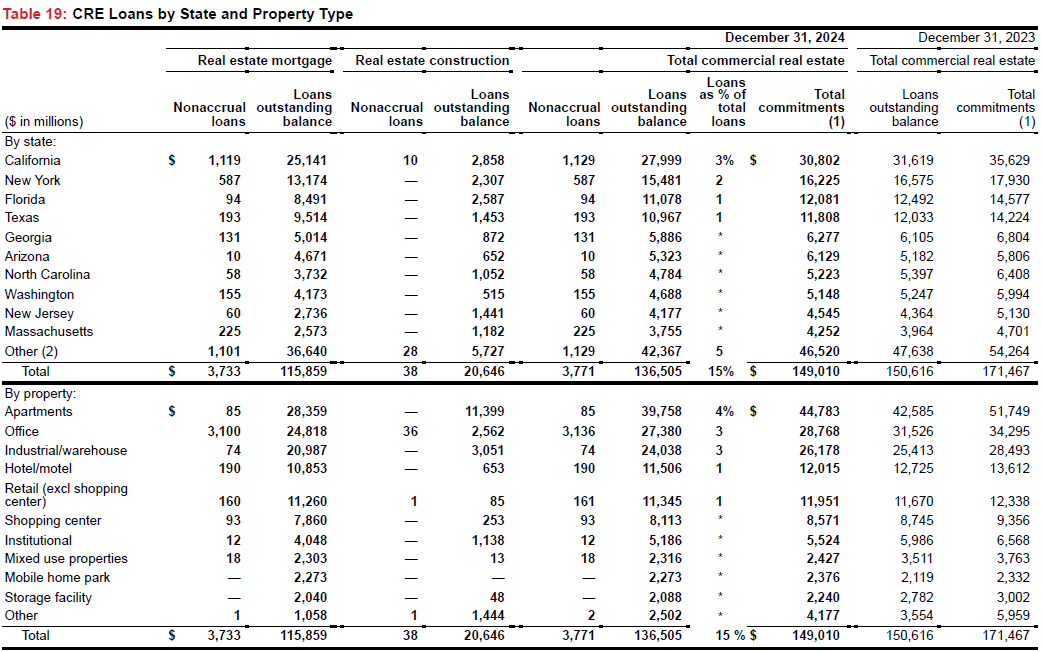 Table 19: CRE Loans by State and Property Type
December 31, 2024 December 31, 2023
Real estate mortgage Real estate construction Total commercial real estate Total commercial real estate
($ in millions) Nonaccrual loans Loans outstanding balance Nonaccrual loans Loans outstanding balance Nonaccrual loans Loans outstanding balance Loans as % of total loans Total commitments (1) Loans outstanding balance Total commitments (1)
By state:
California $ 1,119 25,141 10 2,858 1,129 27,999 3% $ 30,802 31,619 35,629
New York 587 13,174 — 2,307 587 15,481 2 16,225 16,575 17,930
Florida 94 8,491 — 2,587 94 11,078 1 12,081 12,492 14,577
Texas 193 9,514 — 1,453 193 10,967 1 11,808 12,033 14,224
Georgia 131 5,014 — 872 131 5,886 * 6,277 6,105 6,804
Arizona 10 4,671 — 652 10 5,323 * 6,129 5,182 5,806
North Carolina 58 3,732 — 1,052 58 4,784 * 5,223 5,397 6,408
Washington 155 4,173 — 515 155 4,688 * 5,148 5,247 5,994
New Jersey 60 2,736 — 1,441 60 4,177 * 4,545 4,364 5,130
Massachusetts 225 2,573 — 1,182 225 3,755 * 4,252 3,964 4,701
Other (2) 1,101 36,640 28 5,727 1,129 42,367 5 46,520 47,638 54,264
Total $ 3,733 115,859 38 20,646 3,771 136,505 15% $ 149,010 150,616 171,467
By property:
Apartments $ 85 28,359 — 11,399 85 39,758 4% $ 44,783 42,585 51,749
Office 3,100 24,818 36 2,562 3,136 27,380 3 28,768 31,526 34,295
Industrial/warehouse 74 20,987 — 3,051 74 24,038 3 26,178 25,413 28,493
Hotel/motel 190 10,853 — 653 190 11,506 1 12,015 12,725 13,612
Retail (excl shopping
center) 160 11,260 1 85 161 11,345 1 11,951 11,670 12,338
Shopping center 93 7,860 — 253 93 8,113 * 8,571 8,745 9,356
Institutional 12 4,048 — 1,138 12 5,186 * 5,524 5,986 6,568
Mixed use properties 18 2,303 — 13 18 2,316 * 2,427 3,511 3,763
Mobile home park — 2,273 — — — 2,273 * 2,376 2,119 2,332
Storage facility — 2,040 — 48 — 2,088 * 2,240 2,782 3,002
Other 1 1,058 1 1,444 2 2,502 * 4,177 3,554 5,959
Total $ 3,733 115,859 38 20,646 3,771 136,505 15 % $ 149,010 150,616 171,467